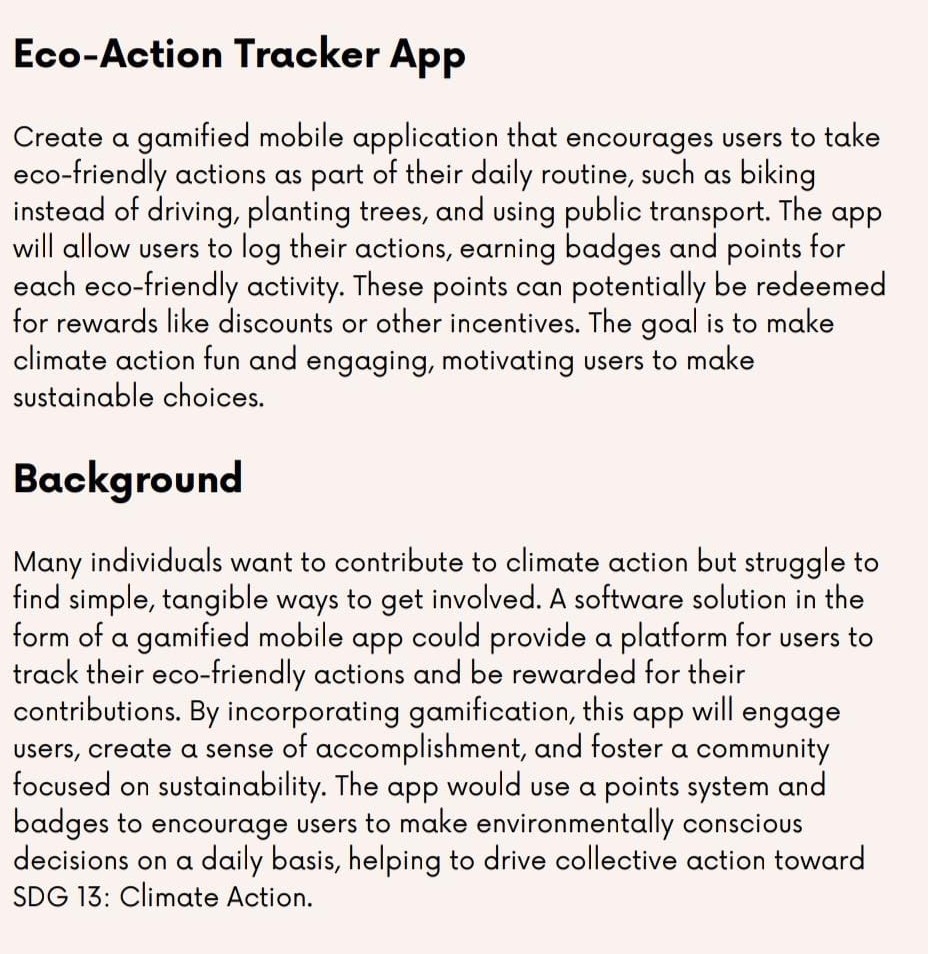 Eco-Action Tracker App
Create a gamified mobile application that encourages users to take
eco-friendly actions as part of their daily routine, such as biking
instead of driving, planting trees, and using public transport. The app
will allow users to log their actions, earning badges and points for
each eco-friendly activity. These points can potentially be redeemed
for rewards like discounts or other incentives. The goal is to make
climate action fun and engaging, motivating users to make
sustainable choices.
Background
Many individuals want to contribute to climate action but struggle to
find simple, tangible ways to get involved. A software solution in the
form of a gamified mobile app could provide a platform for users to
track their eco-friendly actions and be rewarded for their
contributions. By incorporating gamification, this app will engage
users, create a sense of accomplishment, and foster a community
focused on sustainability. The app would use a points system and
badges to encourage users to make environmentally conscious
decisions on a daily basis, helping to drive collective action toward
SDG 13: Climate Action.